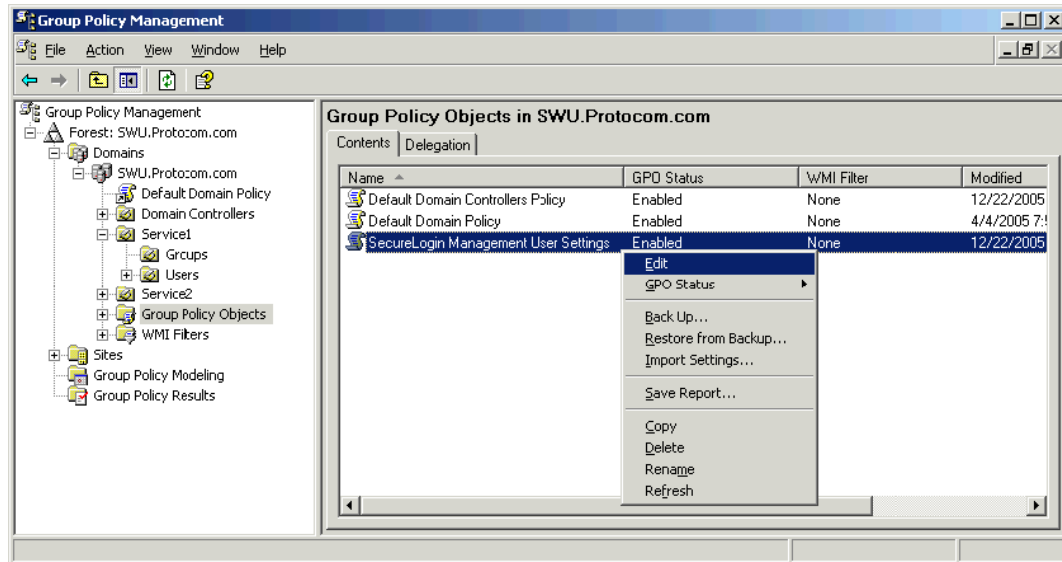 Group Policy Management
File Action View Window Help
Group Policy Management
Forest: SWU.Protocom.com
Domains
SWU.Protocom.com
Default Domain Policy
Domain Controllers
Service1
Groups
Users
Service2
Group Policy Objects
WMI Filters
Sites
Group Policy Modeling
Group Policy Results
Group Policy Objects in SWU.Protocom.com
Contents Delegation
Name GPO Status WMI Filter Modified
Default Domain Controllers Policy Enabled None 12/22/2005
Default Domain Policy Enabled None 4/4/2005 7:
SecureLogin Management User Settings Enabled None 12/22/2005
Edit
GPO Status
Back Up...
Restore from Backup...
Import Settings...
Save Report...
Copy
Delete
Rename
Refresh